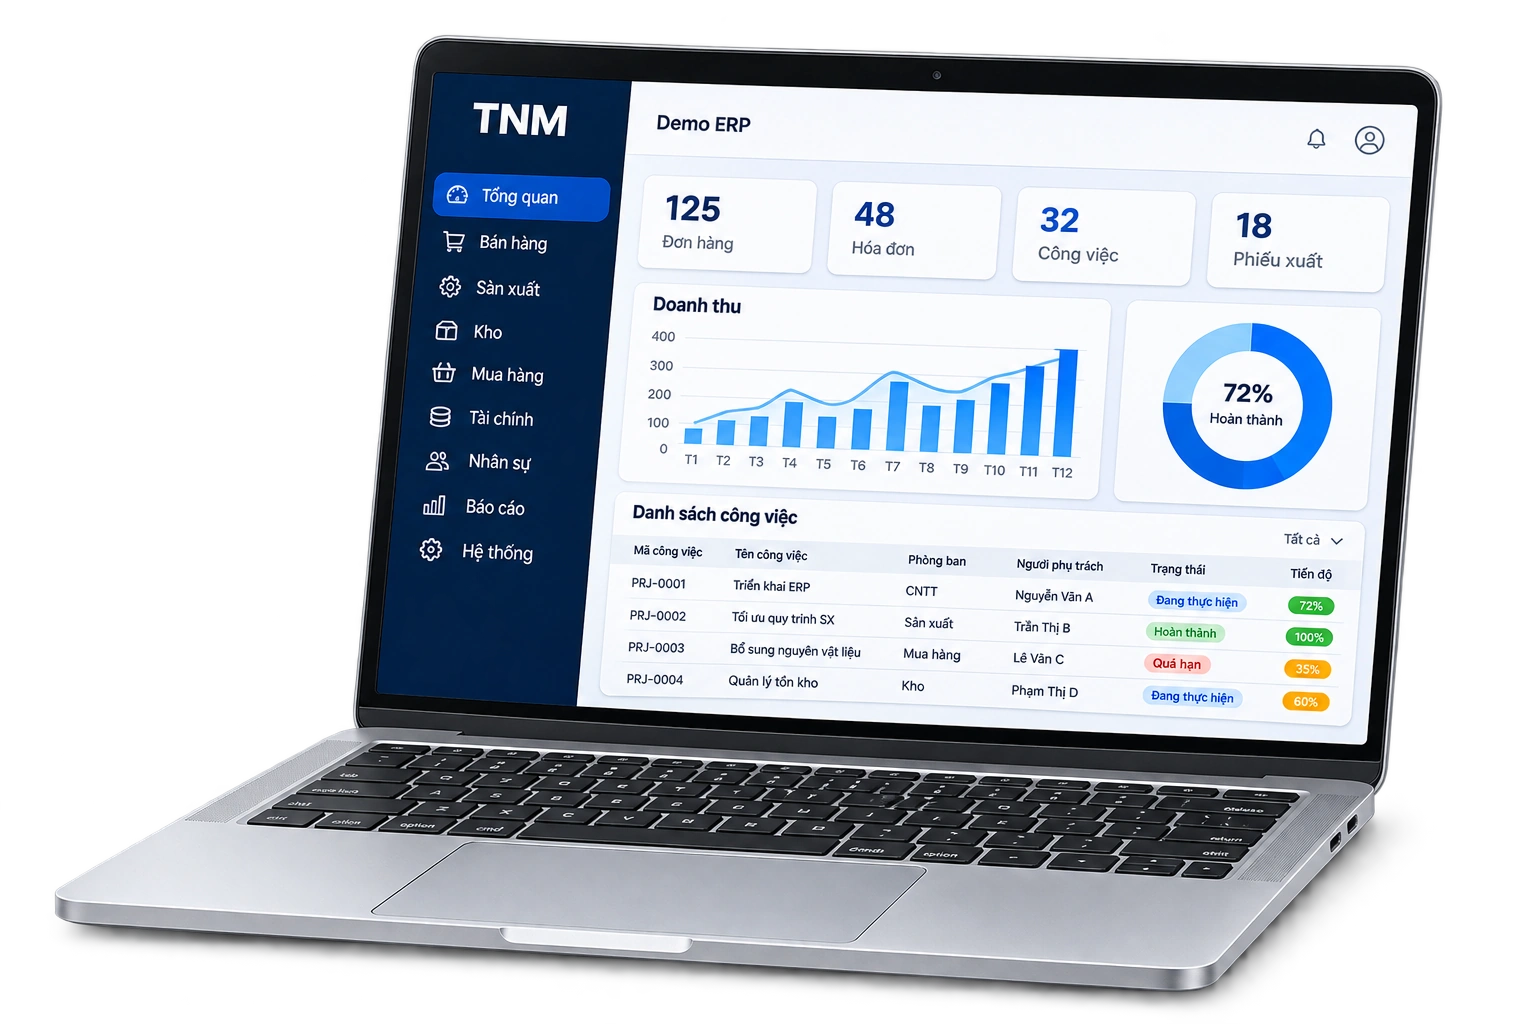 TNM
Demo ERP
Tổng quan
Bán hàng
Sản xuất
Kho
Mua hàng
Tài chính
Nhân sự
Báo cáo
Hệ thống
125
Đơn hàng
48
Hóa đơn
32
Công việc
18
Phiếu xuất
Doanh thu
400
300
200
100
0
T1 T2 T3 T4 T5 T6 T7 T8 T9 T10 T11 T12
72%
Hoàn thành
Danh sách công việc
Tất cả
Mã công việc Tên công việc Phòng ban Người phụ trách Trạng thái Tiến độ
PRJ-0001 Triển khai ERP CNTT Nguyễn Văn A Đang thực hiện 72%
PRJ-0002 Tối ưu quy trình SX Sản xuất Trần Thị B Hoàn thành 100%
PRJ-0003 Bổ sung nguyên vật liệu Mua hàng Lê Văn C Quá hạn 35%
PRJ-0004 Quản lý tồn kho Kho Phạm Thị D Đang thực hiện 60%
option cmd
option